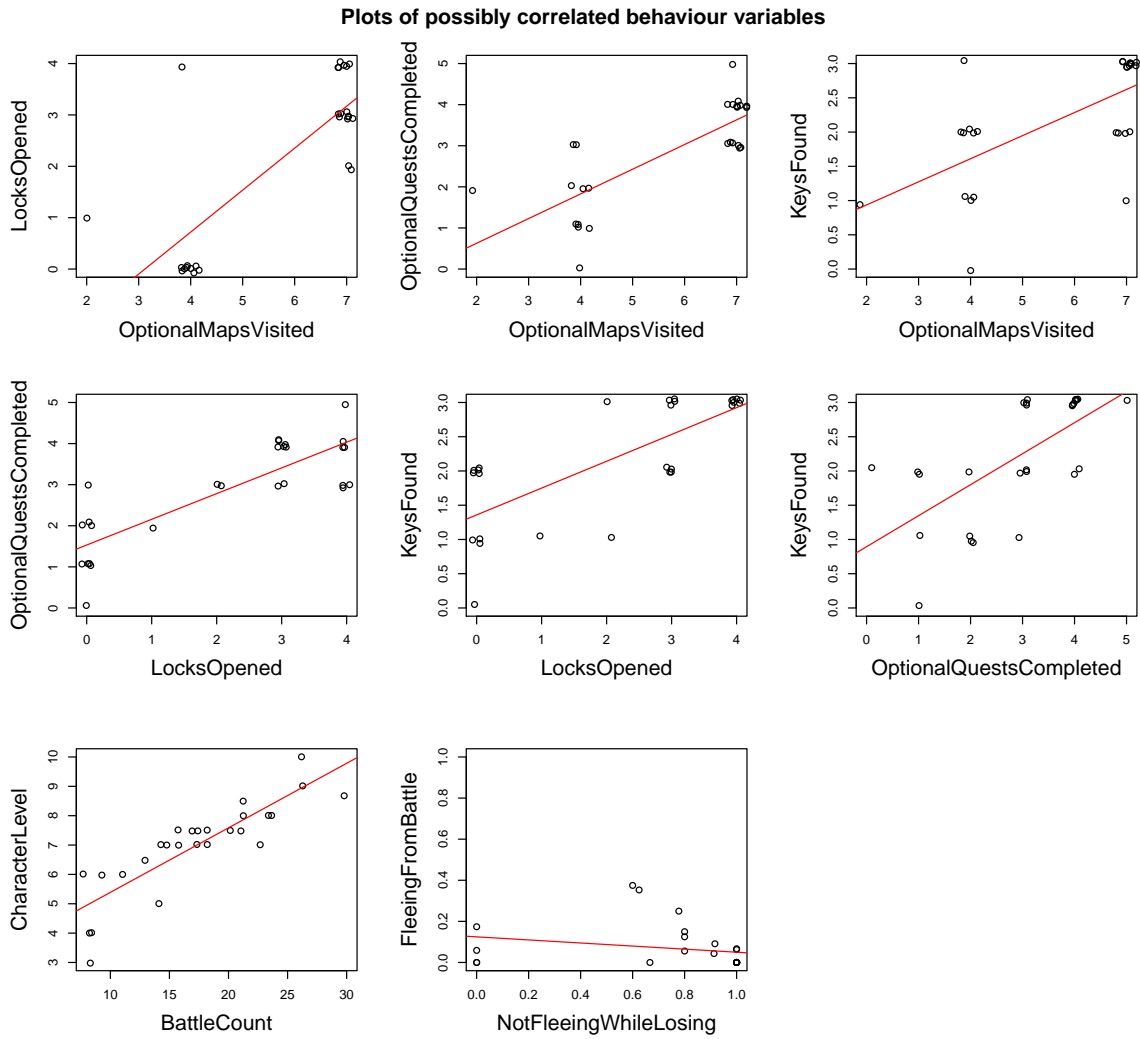 Plots of possibly correlated behaviour variables
LocksOpened
0 1 2 3 4
2 3 4 5 6 7
OptionalMapsVisited
OptionalQuestsCompleted
0 1 2 3 4 5
2 3 4 5 6 7
OptionalMapsVisited
KeysFound
0.0 0.5 1.0 1.5 2.0 2.5 3.0
2 3 4 5 6 7
OptionalMapsVisited
OptionalQuestsCompleted
0 1 2 3 4 5
0 1 2 3 4
LocksOpened
KeysFound
0.0 0.5 1.0 1.5 2.0 2.5 3.0
0 1 2 3 4
LocksOpened
KeysFound
0.0 0.5 1.0 1.5 2.0 2.5 3.0
0 1 2 3 4 5
OptionalQuestsCompleted
CharacterLevel
3 4 5 6 7 8 9 10
10 15 20 25 30
BattleCount
FleeingFromBattle
0.0 0.2 0.4 0.6 0.8 1.0
0.0 0.2 0.4 0.6 0.8 1.0
NotFleeingWhileLosing